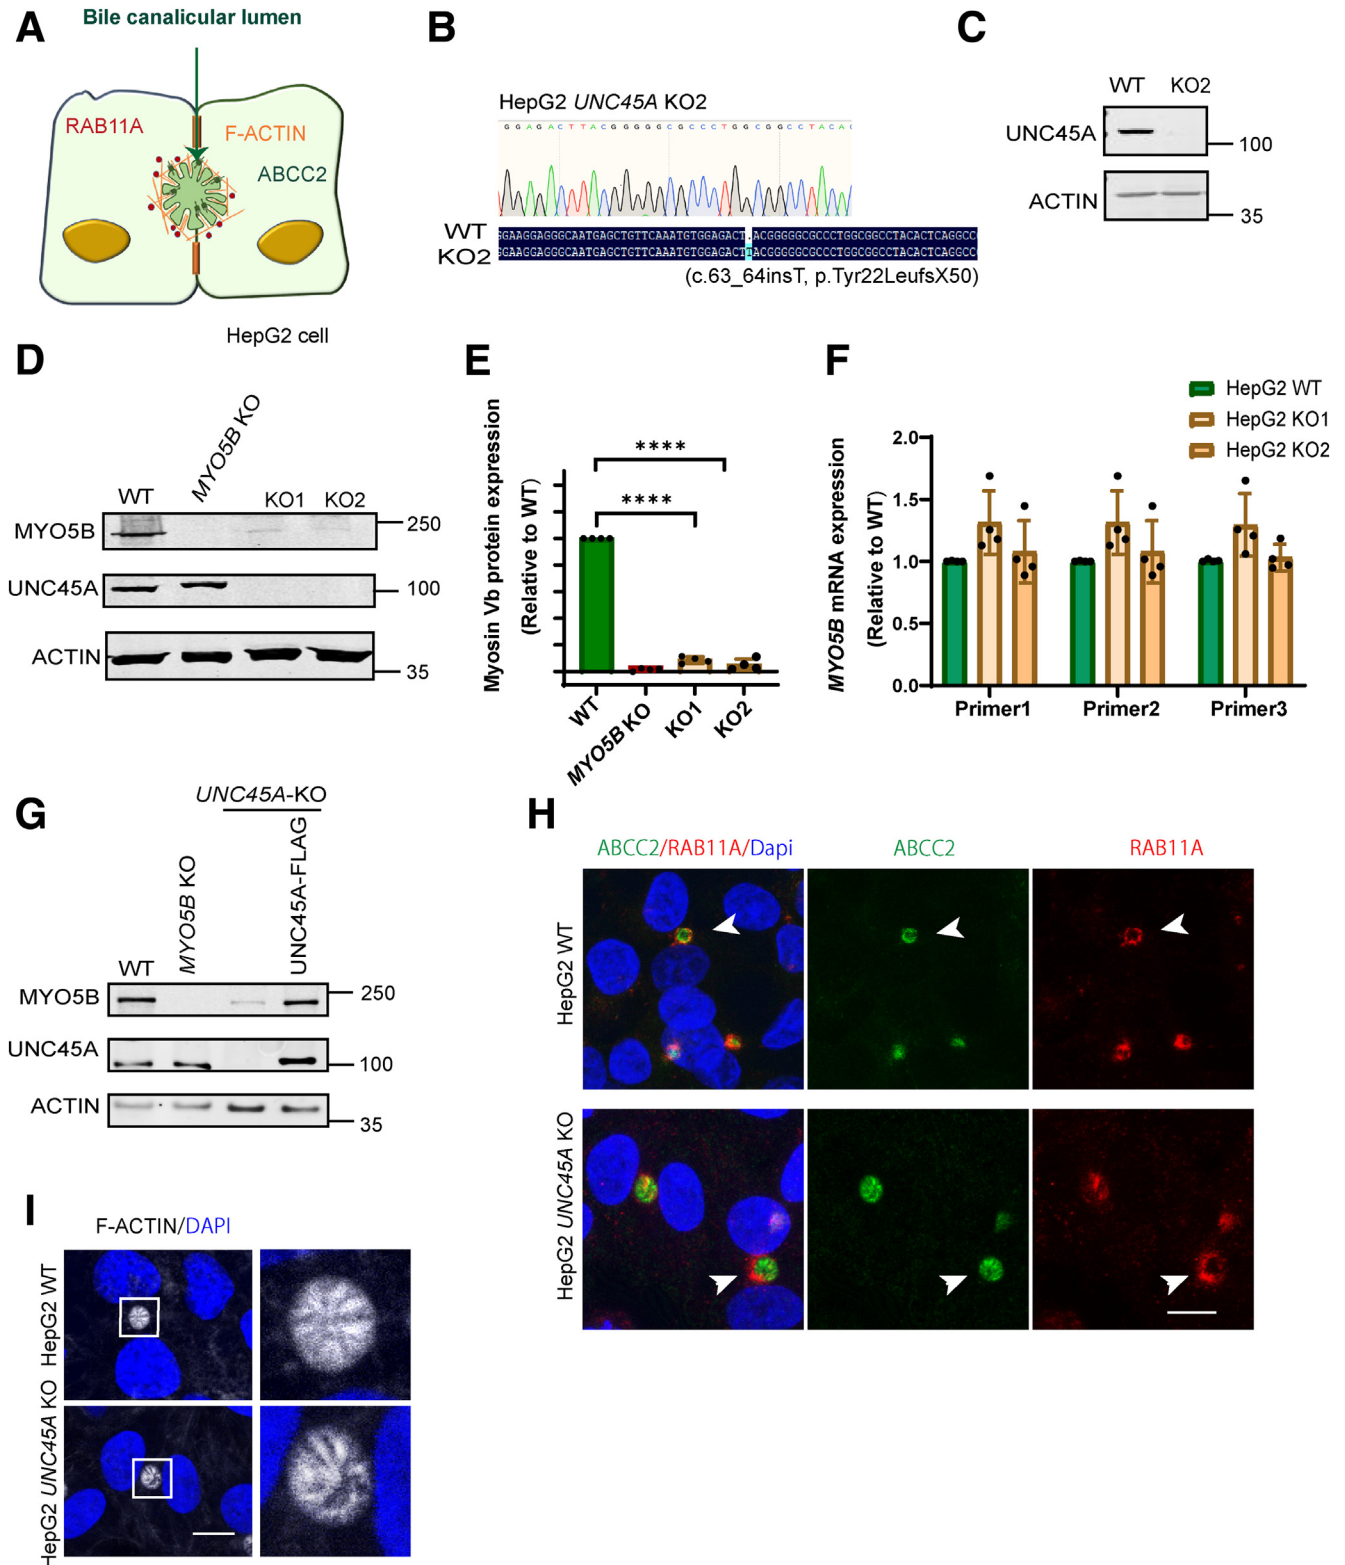 A
Bile canalicular lumen
RAB11A
F-ACTIN
ABCC2
HepG2 cell
B
HepG2 UNC45A KO2
GGAGACTTACGGGGGCGCCCTGGCGGCCTACAC
WT
GGAAGGAGGGCAATGAGCTGTTCAAATGTGGAGACT.ACGGGGGCGCCCTGGCGGCCTACACTCAGGCC
KO2
GGAAGGAGGGCAATGAGCTGTTCAAATGTGGAGACTTACGGGGGCGCCCTGGCGGCCTACACTCAGGCC
(c.63_64insT, p.Tyr22LeufsX50)
C
WT KO2
UNC45A
100
ACTIN
35
D
WT MYO5B KO KO1 KO2
MYO5B 250
UNC45A 100
ACTIN 35
E
Myosin Vb protein expression
(Relative to WT)
****
****
WT MYO5B KO KO1 KO2
F
HepG2 WT
HepG2 KO1
HepG2 KO2
MYO5B mRNA expression
(Relative to WT)
2.0
1.5
1.0
0.5
0.0
Primer1 Primer2 Primer3
G
UNC45A-KO
WT MYO5B KO UNC45A-FLAG
MYO5B 250
UNC45A 100
ACTIN 35
H
ABCC2/RAB11A/Dapi ABCC2 RAB11A
HepG2 WT
HepG2 UNC45A KO
I
F-ACTIN/DAPI
HepG2 WT
HepG2 UNC45A KO